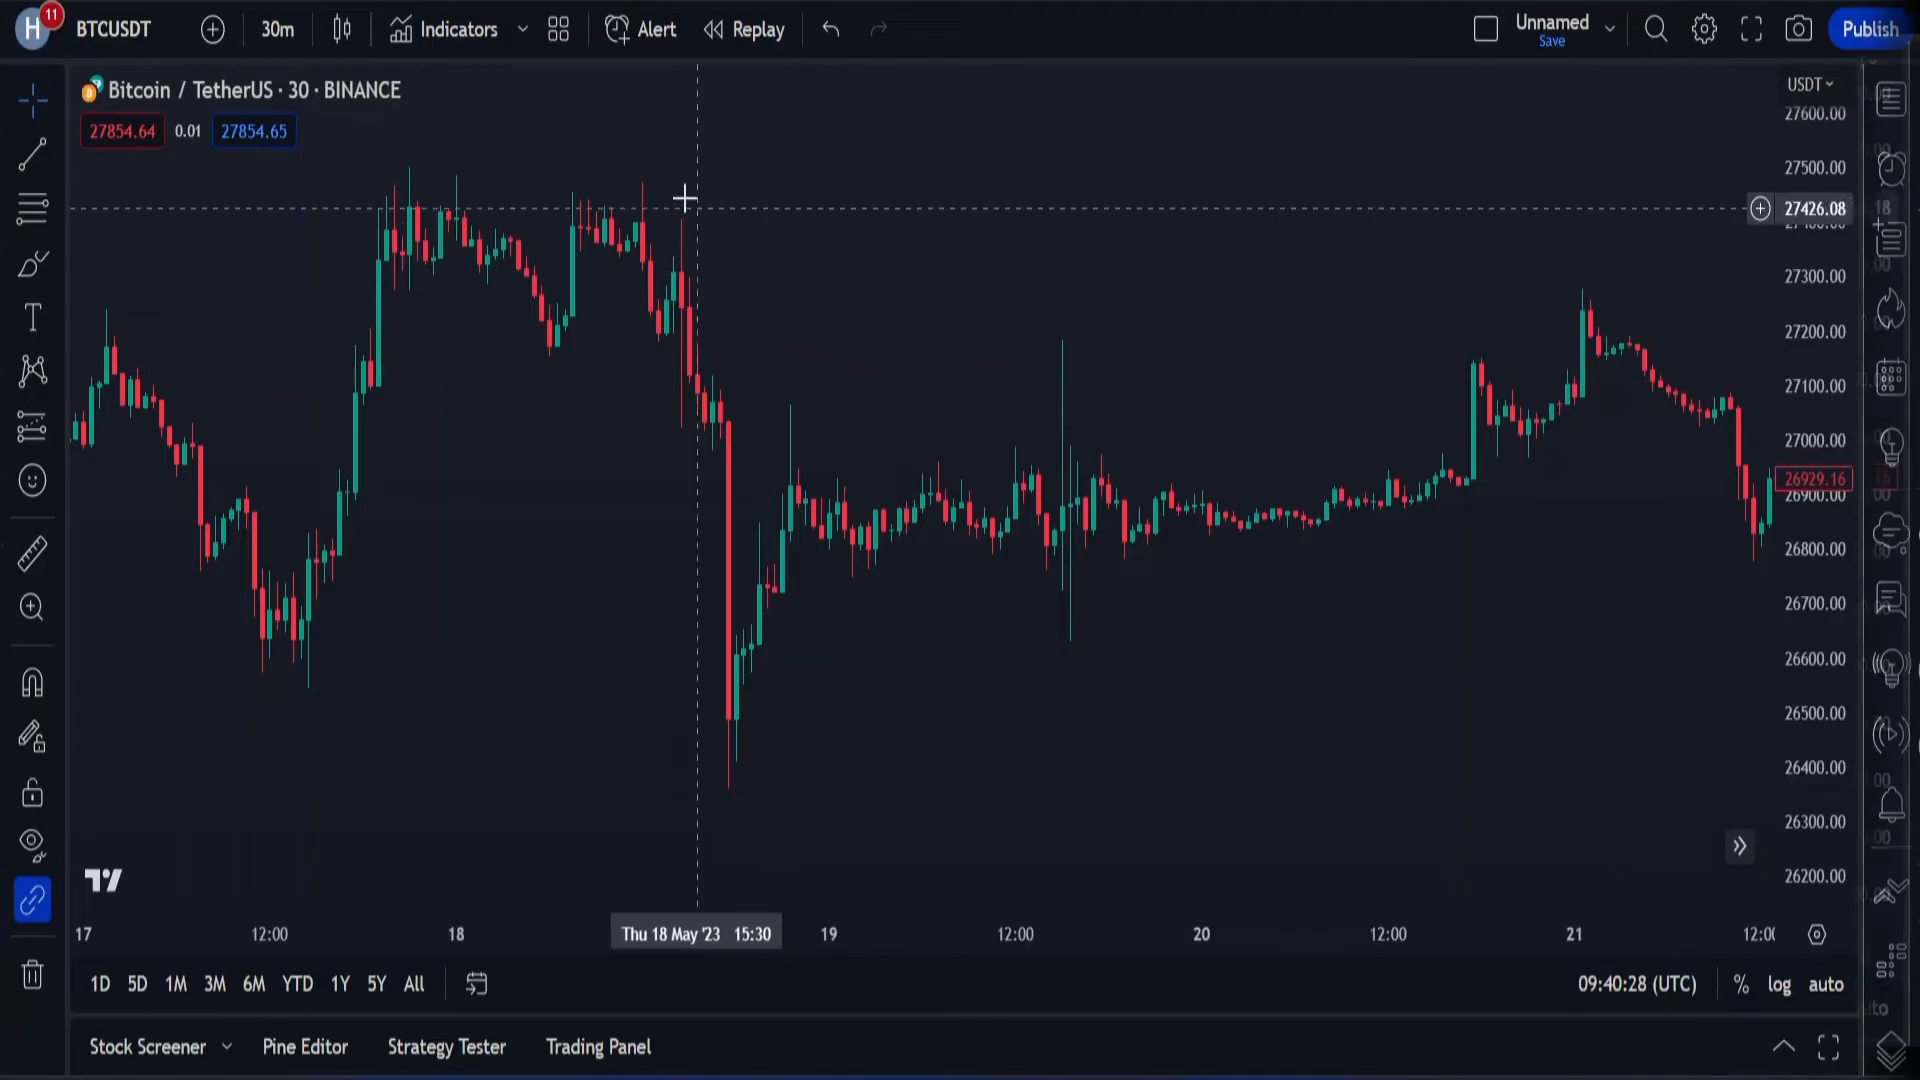 H 11 BTCUSDT 30m Indicators Alert Replay Unnamed Publish
Save
Bitcoin / TetherUS · 30 · BINANCE USDT
27854.64 0.01 27854.65
27600.00
27500.00
27426.08
27300.00
27200.00
27100.00
27000.00
26929.16
26900.00
26800.00
26700.00
26600.00
26500.00
26400.00
26300.00
26200.00
17 12:00 18 Thu 18 May '23 15:30 19 12:00 20 12:00 21
1D 5D 1M 3M 6M YTD 1Y 5Y All 09:40:28 (UTC) % log auto
Stock Screener Pine Editor Strategy Tester Trading Panel